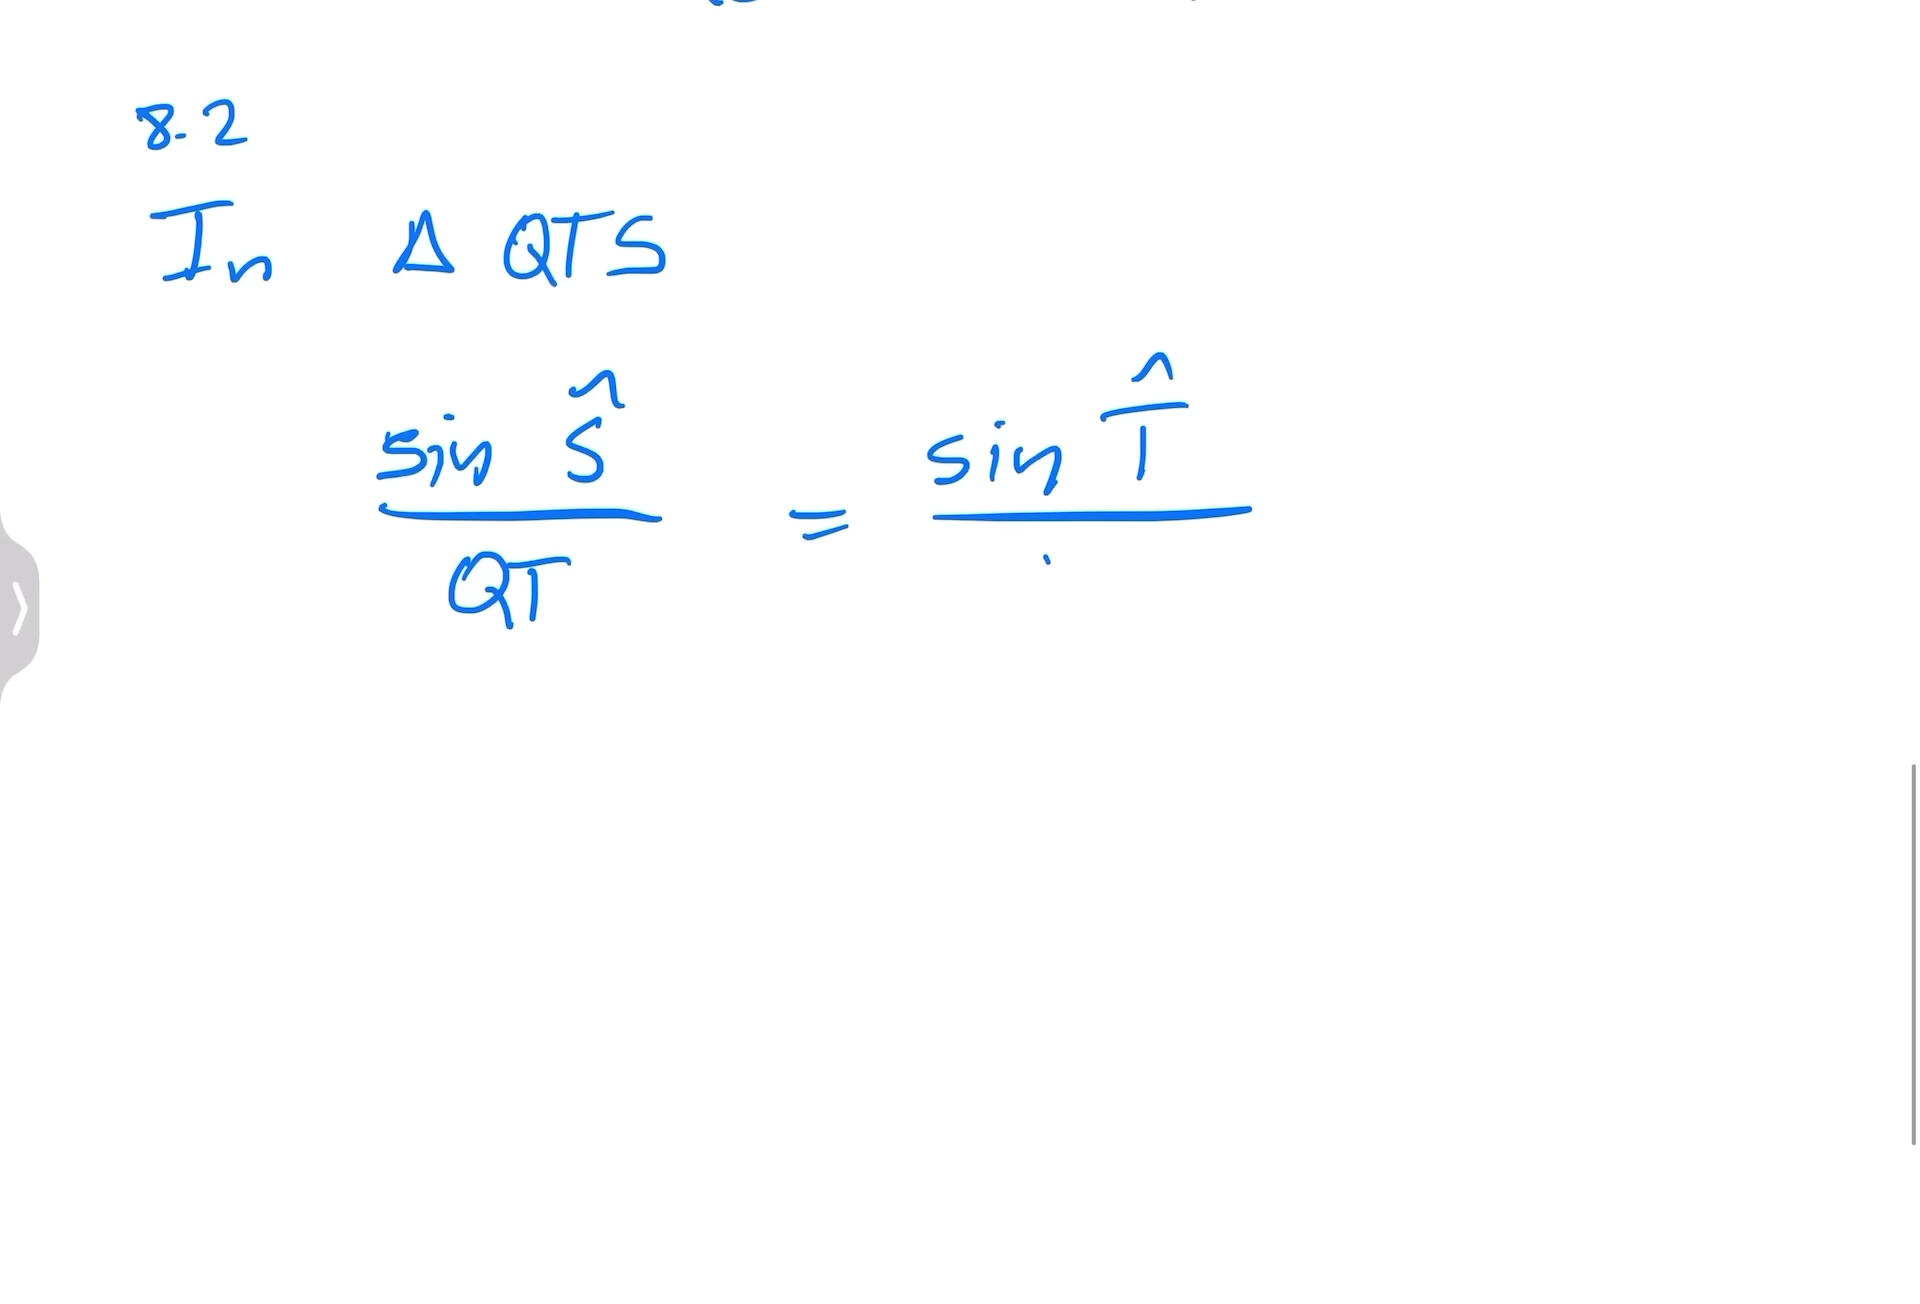 8.2
In Δ QTS
sin Ŝ / QT = sin T̂ /